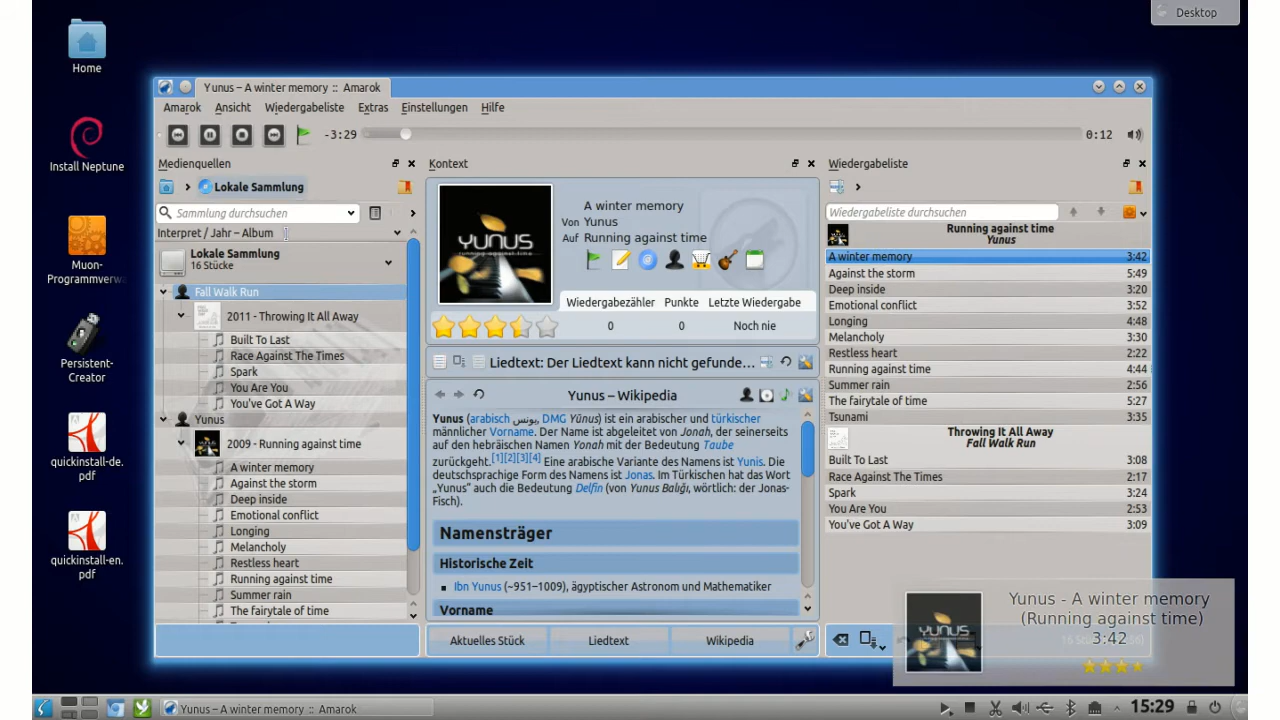 Desktop
Home
Install Neptune
Muon-
Programmverwa
Persistent-
Creator
quickinstall-de.
pdf
quickinstall-en.
pdf
Yunus – A winter memory :: Amarok
Amarok Ansicht Wiedergabeliste Extras Einstellungen Hilfe
-3:29 0:12
Medienquellen
Lokale Sammlung
Sammlung durchsuchen
Interpret / Jahr – Album
Lokale Sammlung
16 Stücke
Fall Walk Run
2011 - Throwing It All Away
Built To Last
Race Against The Times
Spark
You Are You
You've Got A Way
Yunus
2009 - Running against time
A winter memory
Against the storm
Deep inside
Emotional conflict
Longing
Melancholy
Restless heart
Running against time
Summer rain
The fairytale of time
Kontext
YUNUS
A winter memory
Von Yunus
Auf Running against time
Wiedergabezähler Punkte Letzte Wiedergabe
0 0 Noch nie
Liedtext: Der Liedtext kann nicht gefunde...
Yunus – Wikipedia
Yunus (arabisch يونس, DMG Yūnus) ist ein arabischer und türkischer
männlicher Vorname. Der Name ist abgeleitet von Jonah, der seinerseits
auf den hebräischen Namen Yonah mit der Bedeutung Taube
zurückgeht.[1][2][3][4] Eine arabische Variante des Namens ist Yunis. Die
deutschsprachige Form des Namens ist Jonas. Im Türkischen hat das Wort
„Yunus" auch die Bedeutung Delfin (von Yunus Balığı, wörtlich: der Jonas-
Fisch).
Namensträger
Historische Zeit
Ibn Yunus (~951–1009), ägyptischer Astronom und Mathematiker
Vorname
Aktuelles Stück Liedtext Wikipedia
Wiedergabeliste
Wiedergabeliste durchsuchen
Running against time
Yunus
A winter memory 3:42
Against the storm 5:49
Deep inside 3:20
Emotional conflict 3:52
Longing 4:48
Melancholy 3:30
Restless heart 2:22
Running against time 4:44
Summer rain 2:56
The fairytale of time 5:27
Tsunami 3:35
Throwing It All Away
Fall Walk Run
Built To Last 3:08
Race Against The Times 2:17
Spark 3:24
You Are You 2:53
You've Got A Way 3:09
YUNUS
Yunus - A winter memory
(Running against time)
3:42
Yunus – A winter memory :: Amarok
15:29